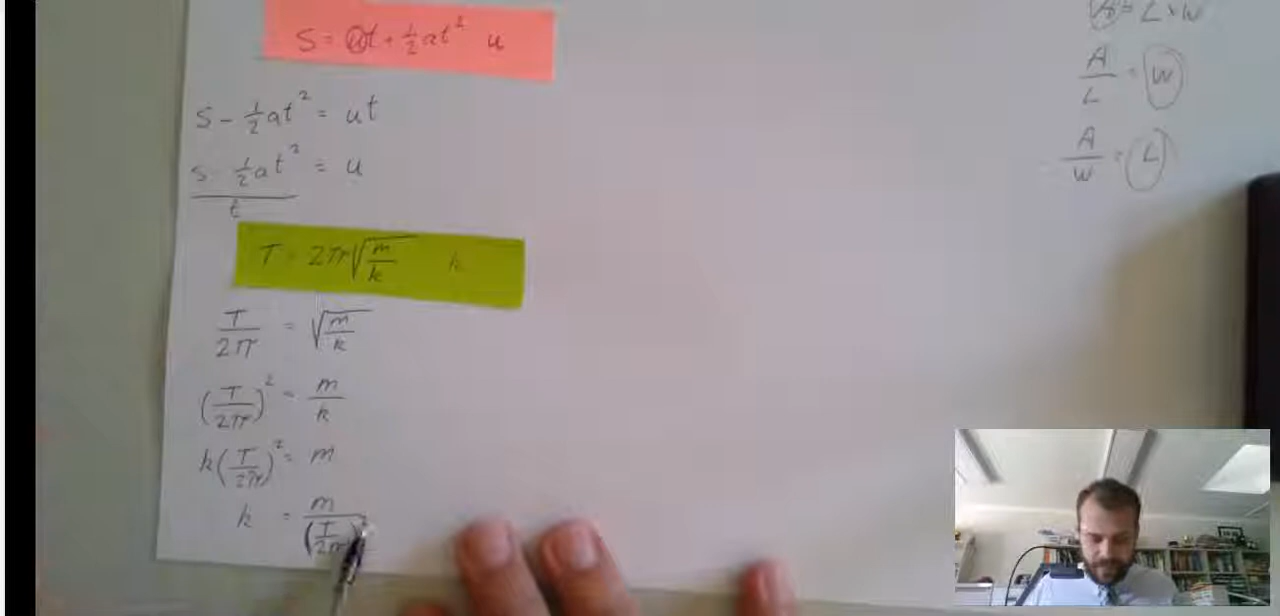 S = ut + ½at² u
S - ½at² = ut
S - ½at² / t = u
T = 2π√(m/k) k
T/2π = √(m/k)
(T/2π)² = m/k
k(T/2π)² = m
k = m/(T/2π)²
A = L × W
A/L = W
A/W = L